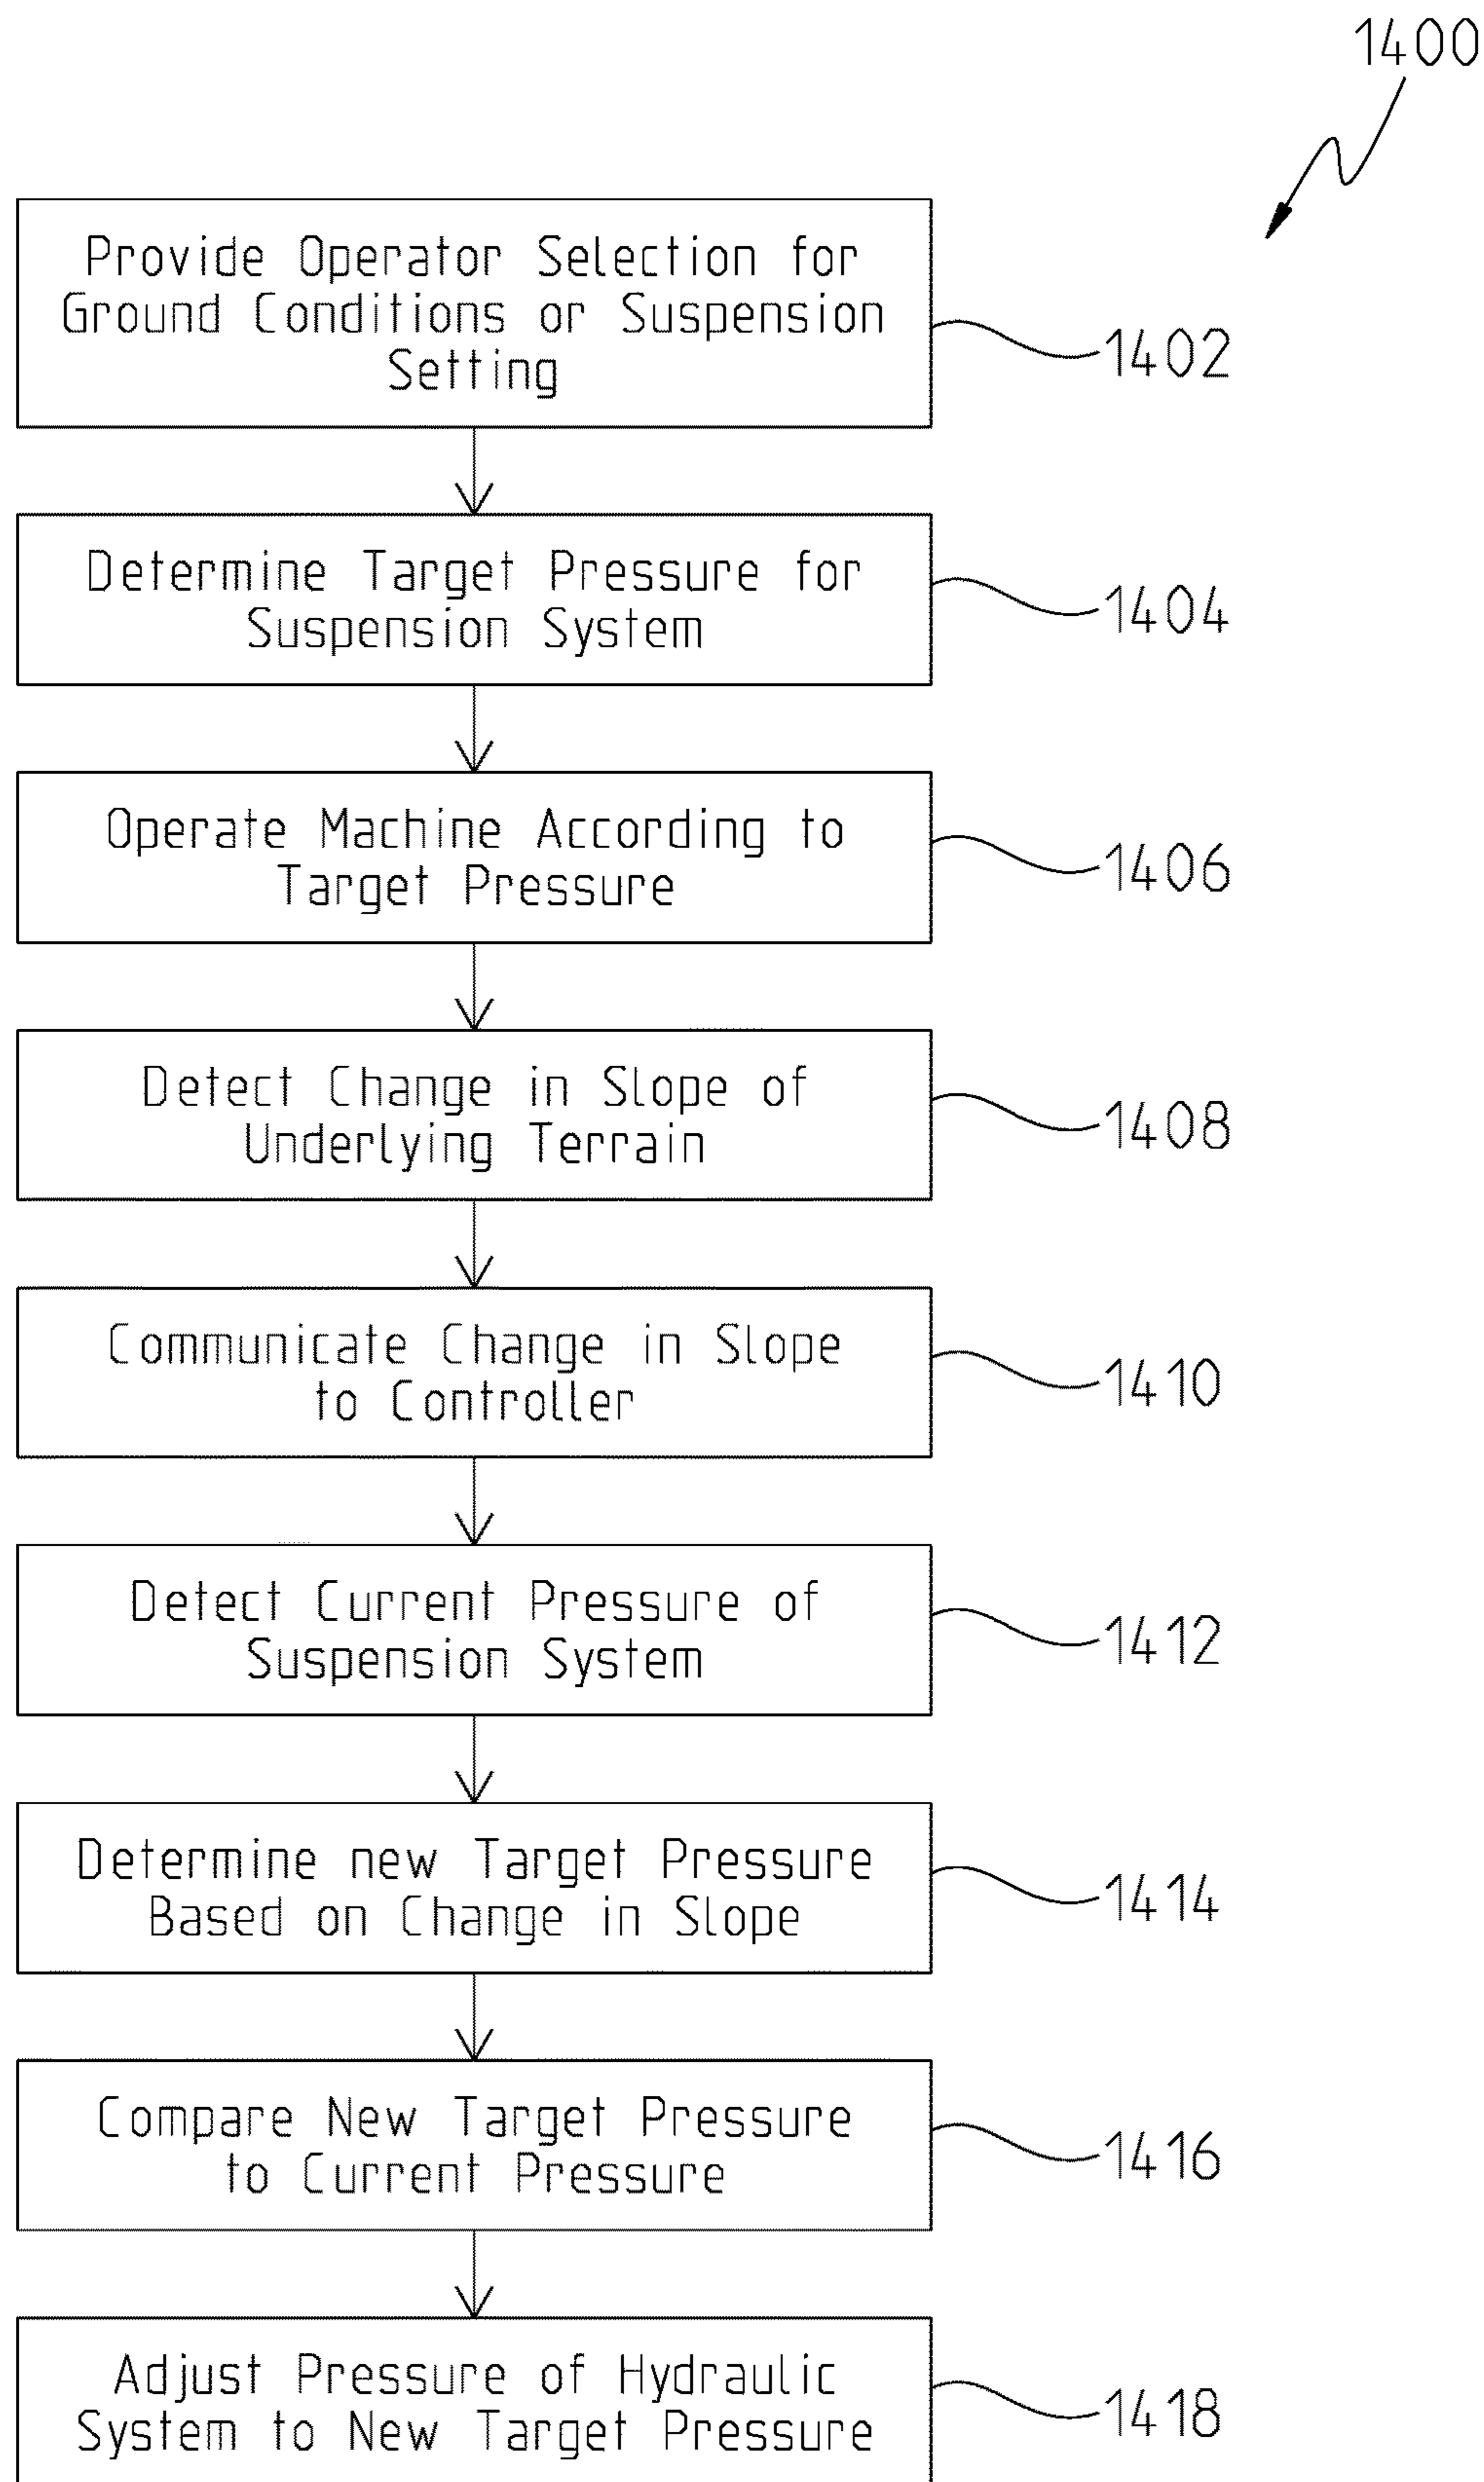 1400
Provide Operator Selection for
Ground Conditions or Suspension
Setting
1402
Determine Target Pressure for
Suspension System
1404
Operate Machine According to
Target Pressure
1406
Detect Change in Slope of
Underlying Terrain
1408
Communicate Change in Slope
to Controller
1410
Detect Current Pressure of
Suspension System
1412
Determine new Target Pressure
Based on Change in Slope
1414
Compare New Target Pressure
to Current Pressure
1416
Adjust Pressure of Hydraulic
System to New Target Pressure
1418